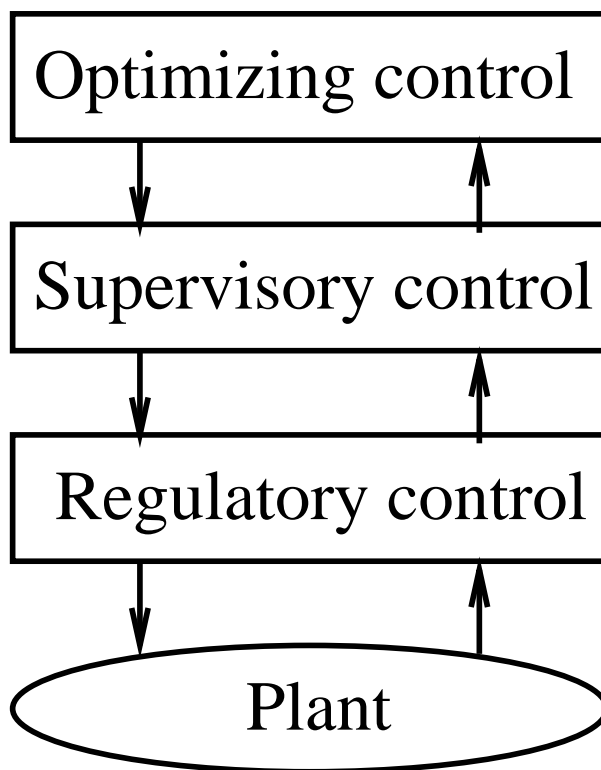 Optimizing control
Supervisory control
Regulatory control
Plant